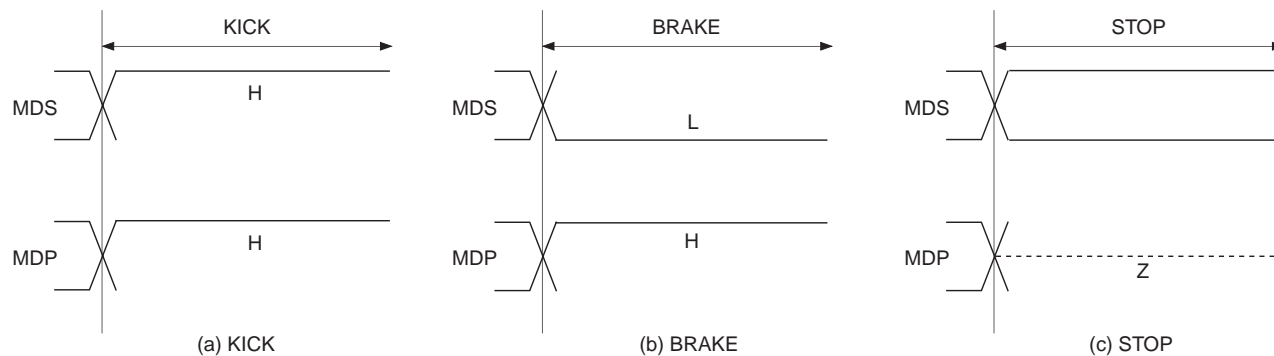 KICK
MDS
H
MDP
H
(a) KICK
BRAKE
MDS
L
MDP
H
(b) BRAKE
STOP
MDS
MDP
Z
(c) STOP